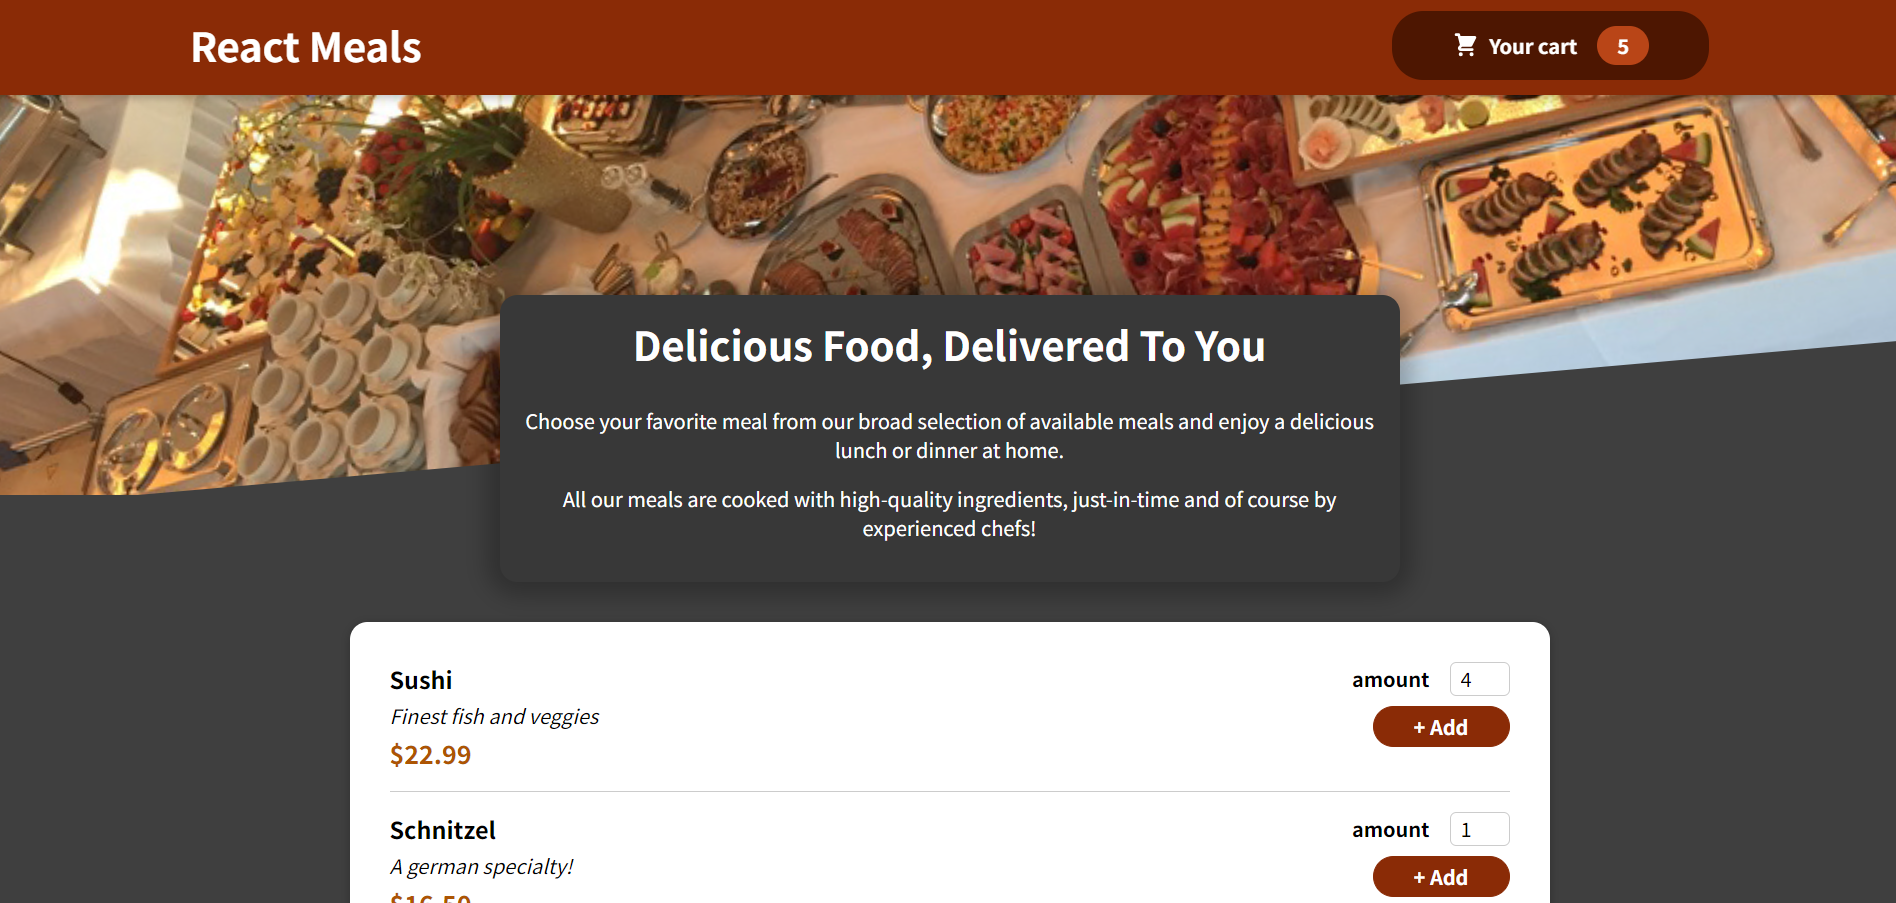 React Meals
Your cart 5
Delicious Food, Delivered To You
Choose your favorite meal from our broad selection of available meals and enjoy a delicious
lunch or dinner at home.
All our meals are cooked with high-quality ingredients, just-in-time and of course by
experienced chefs!
Sushi
Finest fish and veggies
$22.99
amount 4
+ Add
Schnitzel
A german specialty!
$16.50
amount 1
+ Add